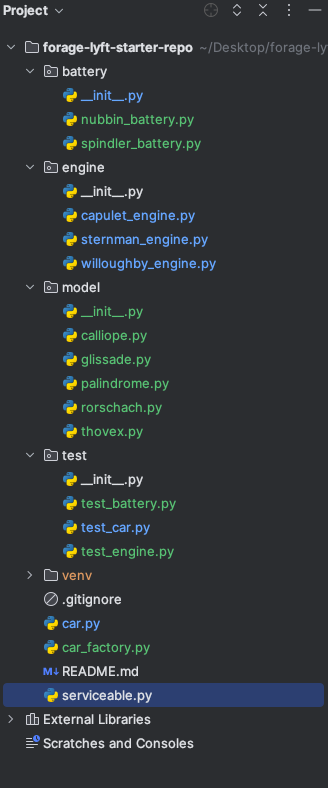 Project
forage-lyft-starter-repo ~/Desktop/forage-ly
battery
__init__.py
nubbin_battery.py
spindler_battery.py
engine
__init__.py
capulet_engine.py
sternman_engine.py
willoughby_engine.py
model
__init__.py
calliope.py
glissade.py
palindrome.py
rorschach.py
thovex.py
test
__init__.py
test_battery.py
test_car.py
test_engine.py
venv
.gitignore
car.py
car_factory.py
M↓ README.md
serviceable.py
External Libraries
Scratches and Consoles